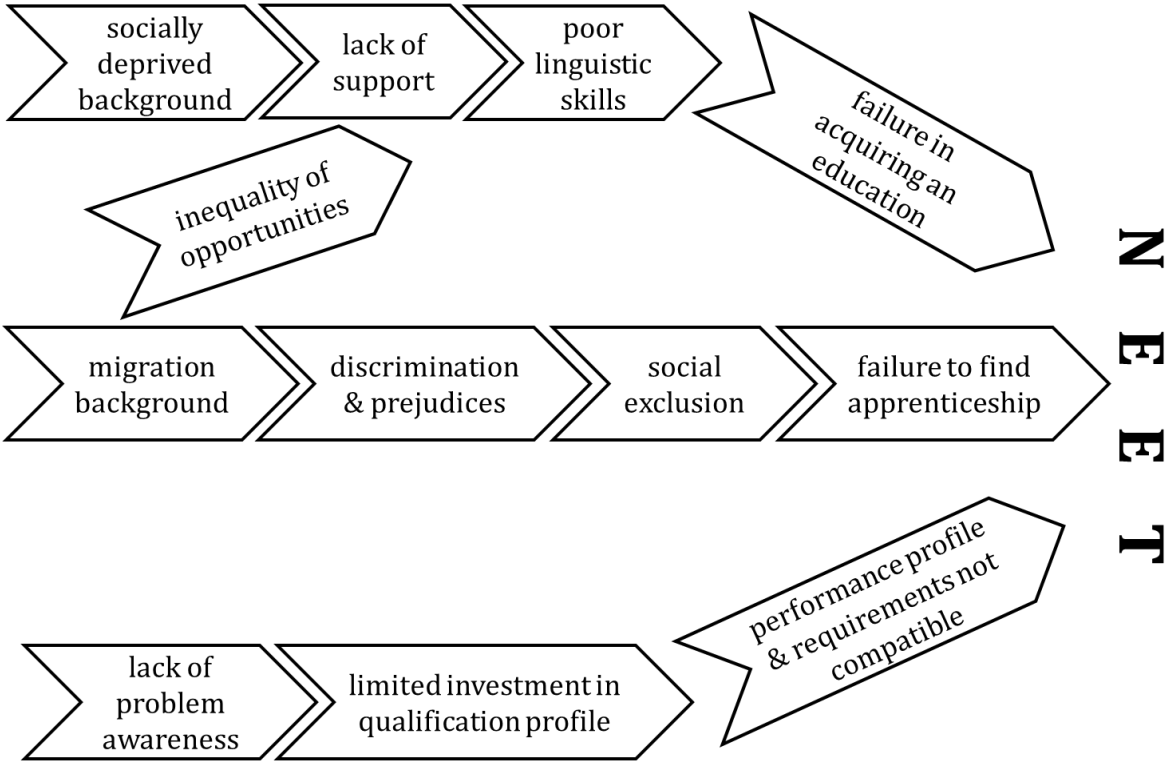 socially
deprived
background
lack of
support
poor
linguistic
skills
failure in
acquiring an
education
inequality of
opportunities
migration
background
discrimination
& prejudices
social
exclusion
failure to find
apprenticeship
lack of
problem
awareness
limited investment in
qualification profile
performance profile
& requirements not
compatible
N
E
E
T